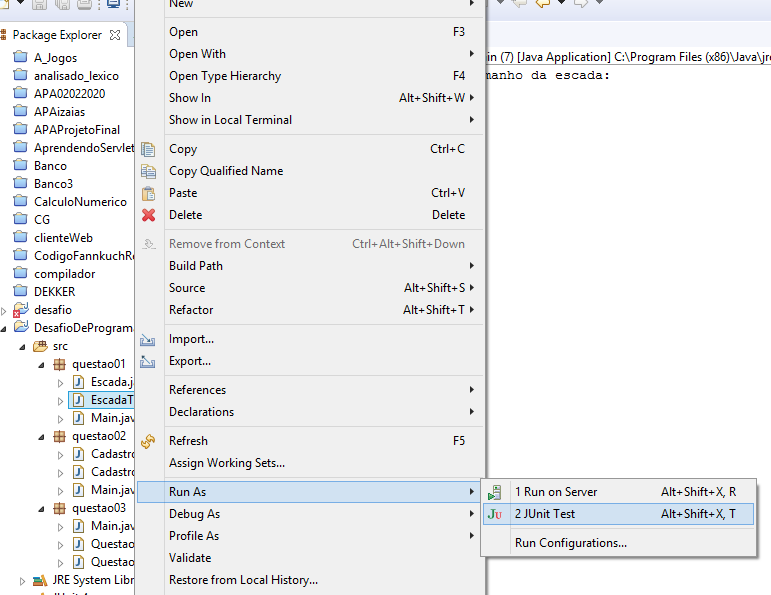 New
Package Explorer
A_Jogos
analisado_lexico
APA02022020
APAizaias
APAProjetoFinal
AprendendoServlet
Banco
Banco3
CalculoNumerico
CG
clienteWeb
CodigoFannkuchRe
compilador
DEKKER
desafio
DesafioDeProgram
src
questao01
Escada.j
EscadaT
Main.jav
questao02
Cadastr
Cadastr
Main.jav
questao03
Main.jav
Questao
Questao
JRE System Libr
Open F3
Open With
Open Type Hierarchy F4
Show In Alt+Shift+W
Show in Local Terminal
Copy Ctrl+C
Copy Qualified Name
Paste Ctrl+V
Delete Delete
Remove from Context Ctrl+Alt+Shift+Down
Build Path
Source Alt+Shift+S
Refactor Alt+Shift+T
Import...
Export...
References
Declarations
Refresh F5
Assign Working Sets...
Run As
Debug As
Profile As
Validate
Restore from Local History...
1 Run on Server Alt+Shift+X, R
Ju 2 JUnit Test Alt+Shift+X, T
Run Configurations...
in (7) [Java Application] C:\Program Files (x86)\Java\jre
manho da escada: